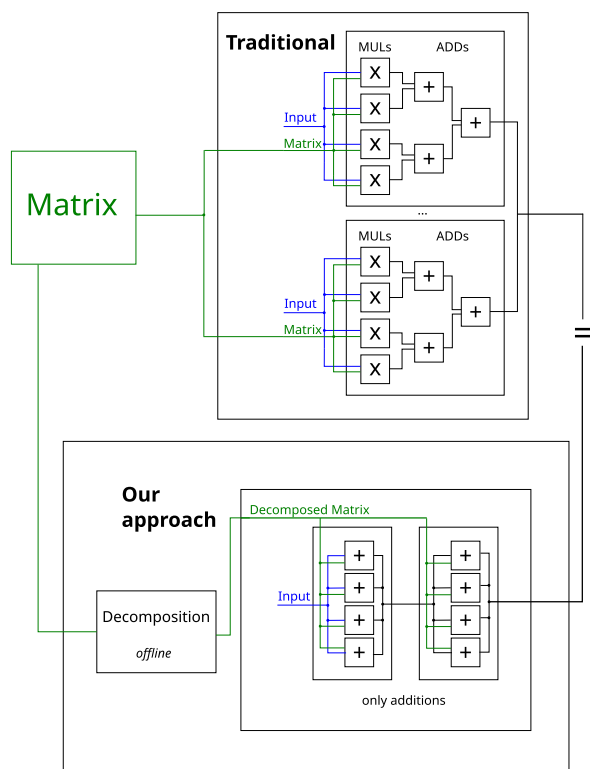 Traditional
MULs ADDs
X
+
X
+
Input
Matrix
X
+
X
Matrix
...
MULs ADDs
X
+
X
+
Input
Matrix
X
+
X
=
Our
approach
Decomposed Matrix
+ +
+ +
Input
+ +
+ +
Decomposition
offline
only additions